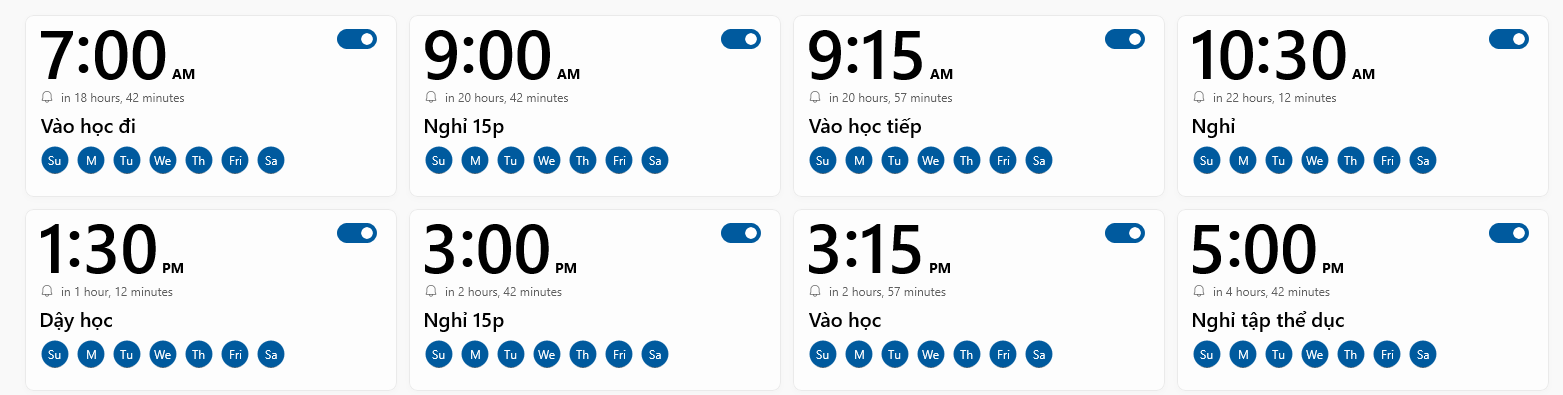 7:00 AM
in 18 hours, 42 minutes
Vào học đi
Su M Tu We Th Fri Sa
9:00 AM
in 20 hours, 42 minutes
Nghỉ 15p
Su M Tu We Th Fri Sa
9:15 AM
in 20 hours, 57 minutes
Vào học tiếp
Su M Tu We Th Fri Sa
10:30 AM
in 22 hours, 12 minutes
Nghỉ
Su M Tu We Th Fri Sa
1:30 PM
in 1 hour, 12 minutes
Dậy học
Su M Tu We Th Fri Sa
3:00 PM
in 2 hours, 42 minutes
Nghỉ 15p
Su M Tu We Th Fri Sa
3:15 PM
in 2 hours, 57 minutes
Vào học
Su M Tu We Th Fri Sa
5:00 PM
in 4 hours, 42 minutes
Nghỉ tập thể dục
Su M Tu We Th Fri Sa